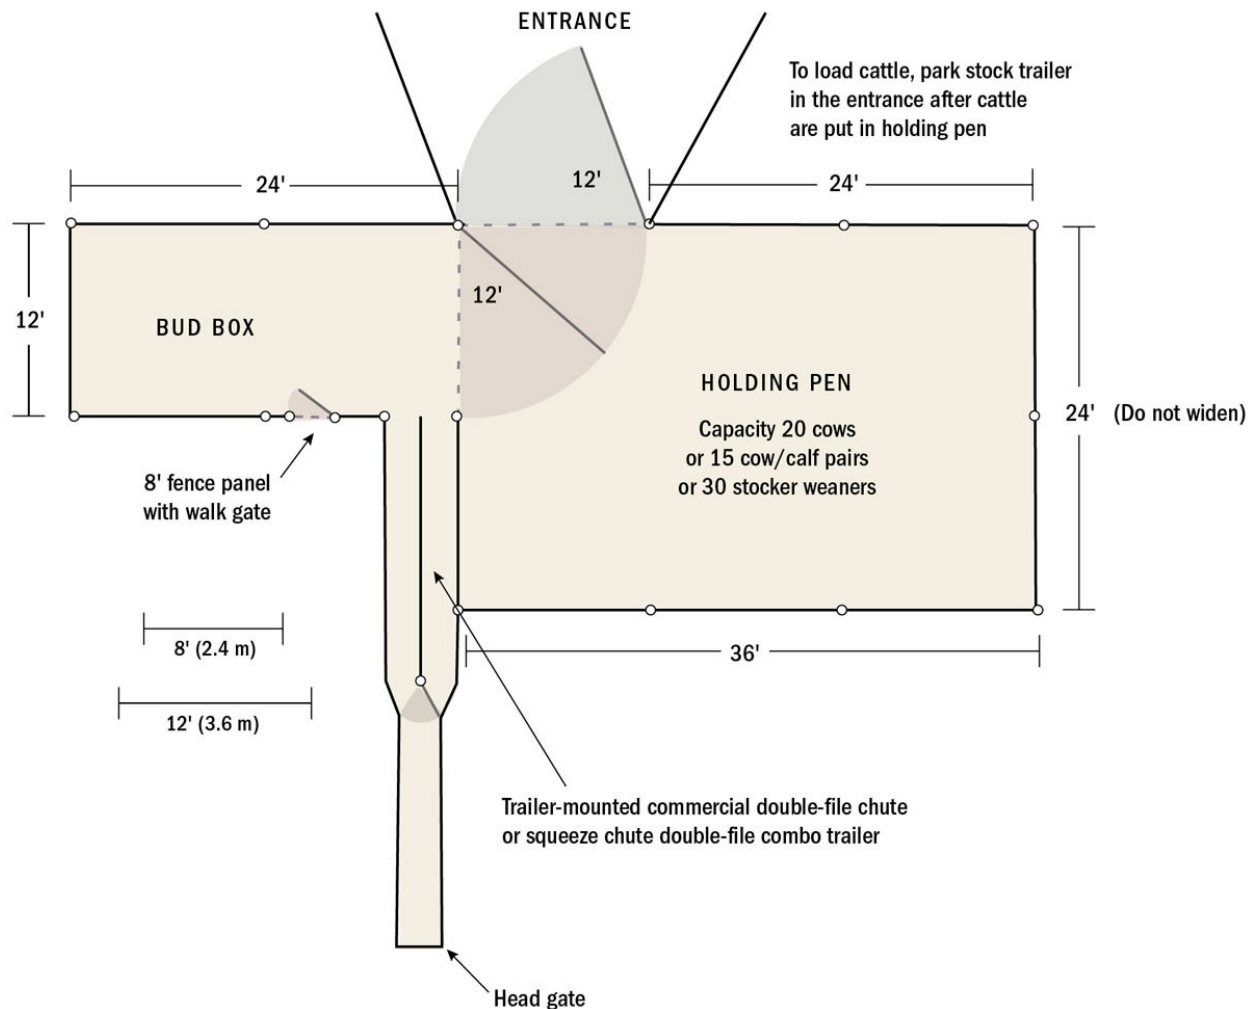 ENTRANCE
To load cattle, park stock trailer
in the entrance after cattle
are put in holding pen
24'
12'
24'
12'
12'
BUD BOX
HOLDING PEN
Capacity 20 cows
or 15 cow/calf pairs
or 30 stocker weaners
24' (Do not widen)
8' fence panel
with walk gate
8' (2.4 m)
36'
12' (3.6 m)
Trailer-mounted commercial double-file chute
or squeeze chute double-file combo trailer
Head gate